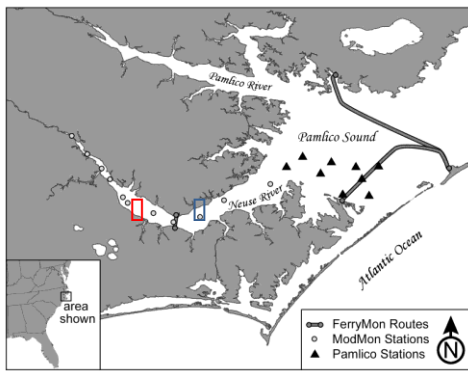 Pamlico River
Pamlico Sound
Neuse River
Atlantic Ocean
area
shown
FerryMon Routes
ModMon Stations
Pamlico Stations
N